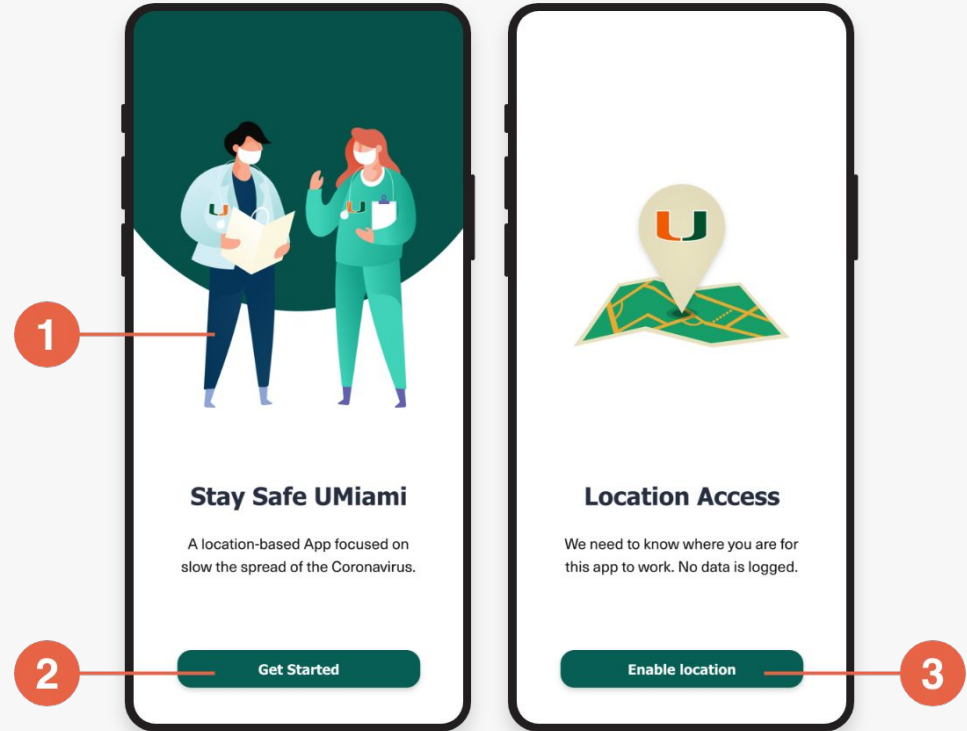 U
U
1
Stay Safe UMiami
A location-based App focused on
slow the spread of the Coronavirus.
2
Get Started
U
Location Access
We need to know where you are for
this app to work. No data is logged.
Enable location
3